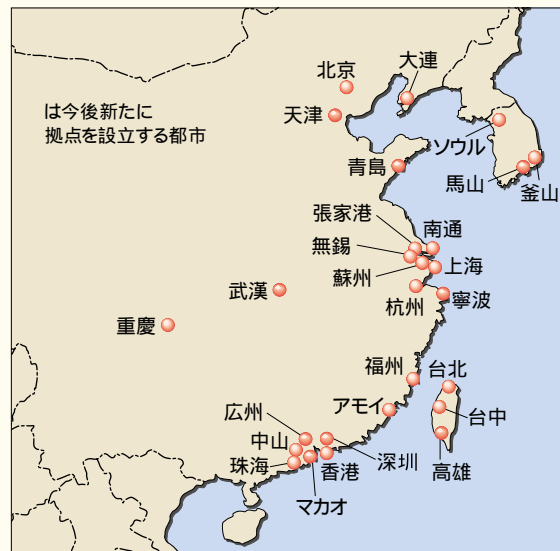 は今後新たに
拠点を設立する都市
北京
大連
天津
ソウル
青島
馬山
釜山
張家港
南通
無錫
蘇州
上海
武漢
杭州
寧波
重慶
福州
台北
アモイ
台中
広州
中山
深圳
高雄
珠海
香港
マカオ